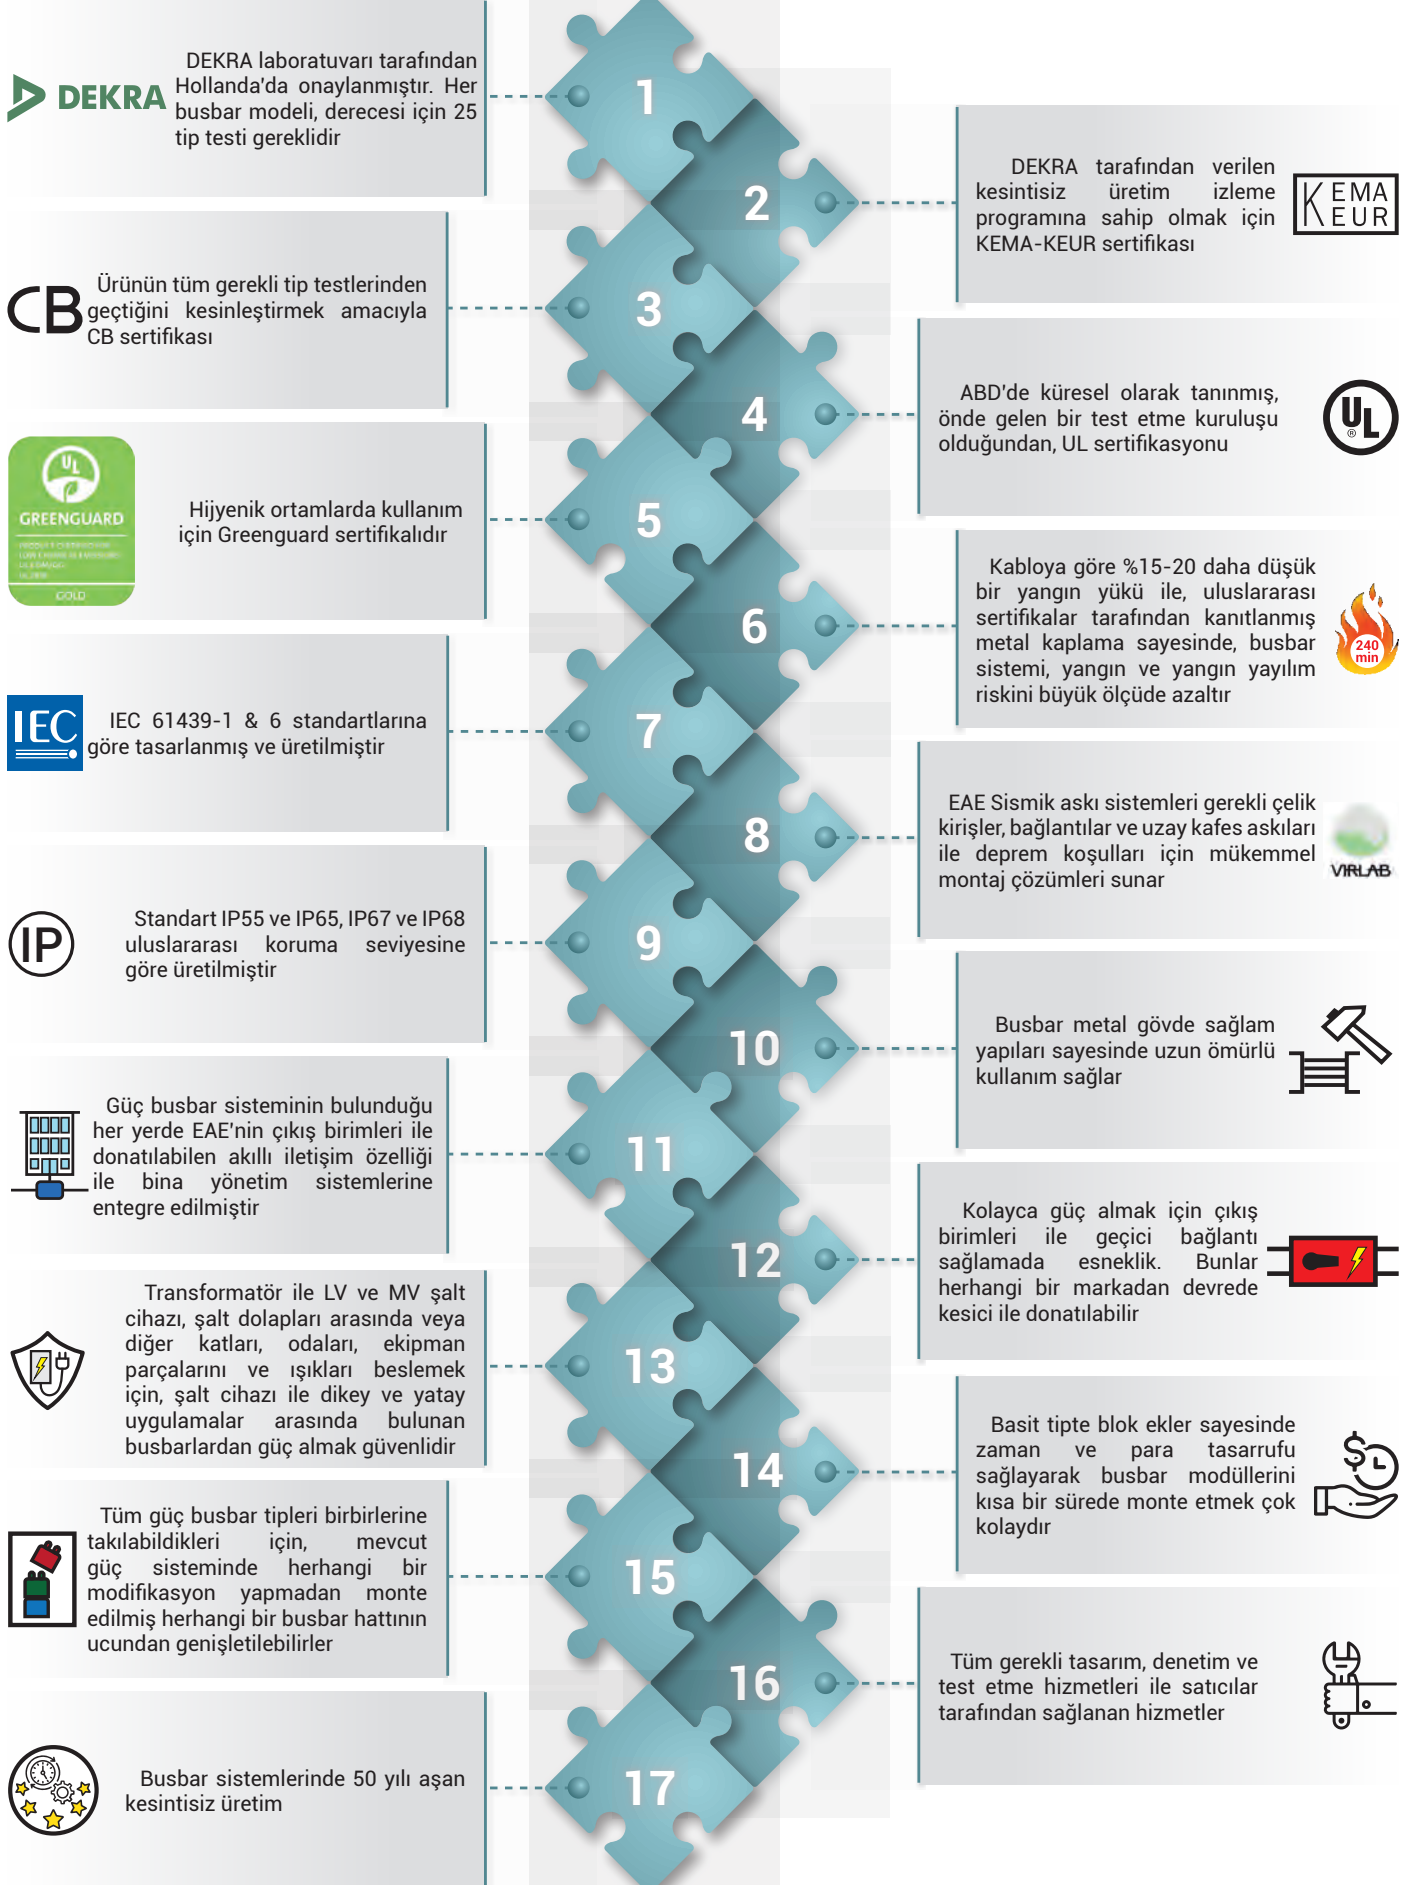 DEKRA
DEKRA laboratuvarı tarafından
Hollanda'da onaylanmıştır. Her
busbar modeli, derecesi için 25
tip testi gereklidir
1
2
DEKRA tarafından verilen
kesintisiz üretim izleme
programına sahip olmak için
KEMA-KEUR sertifikası
KEMA
KEUR
CB
Ürünün tüm gerekli tip testlerinden
geçtiğini kesinleştirmek amacıyla
CB sertifikası
3
4
ABD'de küresel olarak tanınmış,
önde gelen bir test etme kuruluşu
olduğundan, UL sertifikasyonu
UL
®
UL
GREENGUARD
GOLD
Hijyenik ortamlarda kullanım
için Greenguard sertifikalıdır
5
6
Kabloya göre %15-20 daha düşük
bir yangın yükü ile, uluslararası
sertifikalar tarafından kanıtlanmış
metal kaplama sayesinde, busbar
sistemi, yangın ve yangın yayılım
riskini büyük ölçüde azaltır
240
min
IEC
IEC 61439-1 & 6 standartlarına
göre tasarlanmış ve üretilmiştir
7
8
EAE Sismik askı sistemleri gerekli çelik
kirişler, bağlantılar ve uzay kafes askıları
ile deprem koşulları için mükemmel
montaj çözümleri sunar
VIRLAB
IP
Standart IP55 ve IP65, IP67 ve IP68
uluslararası koruma seviyesine
göre üretilmiştir
9
10
Busbar metal gövde sağlam
yapıları sayesinde uzun ömürlü
kullanım sağlar
Güç busbar sisteminin bulunduğu
her yerde EAE'nin çıkış birimleri ile
donatılabilen akıllı iletişim özelliği
ile bina yönetim sistemlerine
entegre edilmiştir
11
12
Kolayca güç almak için çıkış
birimleri ile geçici bağlantı
sağlamada esneklik. Bunlar
herhangi bir markadan devrede
kesici ile donatılabilir
Transformatör ile LV ve MV şalt
cihazı, şalt dolapları arasında veya
diğer katları, odaları, ekipman
parçalarını ve ışıkları beslemek
için, şalt cihazı ile dikey ve yatay
uygulamalar arasında bulunan
busbarlardan güç almak güvenlidir
13
14
Basit tipte blok ekler sayesinde
zaman ve para tasarrufu
sağlayarak busbar modüllerini
kısa bir sürede monte etmek çok
kolaydır
$
Tüm güç busbar tipleri birbirlerine
takılabildikleri için, mevcut
güç sisteminde herhangi bir
modifikasyon yapmadan monte
edilmiş herhangi bir busbar hattının
ucundan genişletilebilirler
15
16
Tüm gerekli tasarım, denetim ve
test etme hizmetleri ile satıcılar
tarafından sağlanan hizmetler
Busbar sistemlerinde 50 yılı aşan
kesintisiz üretim
17